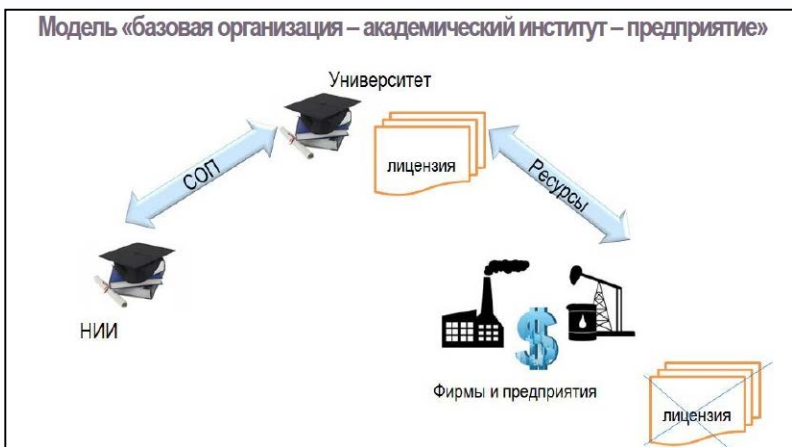 Модель «базовая организация – академический институт – предприятие»
Университет
лицензия
СОП
Ресурсы
НИИ
Фирмы и предприятия
лицензия